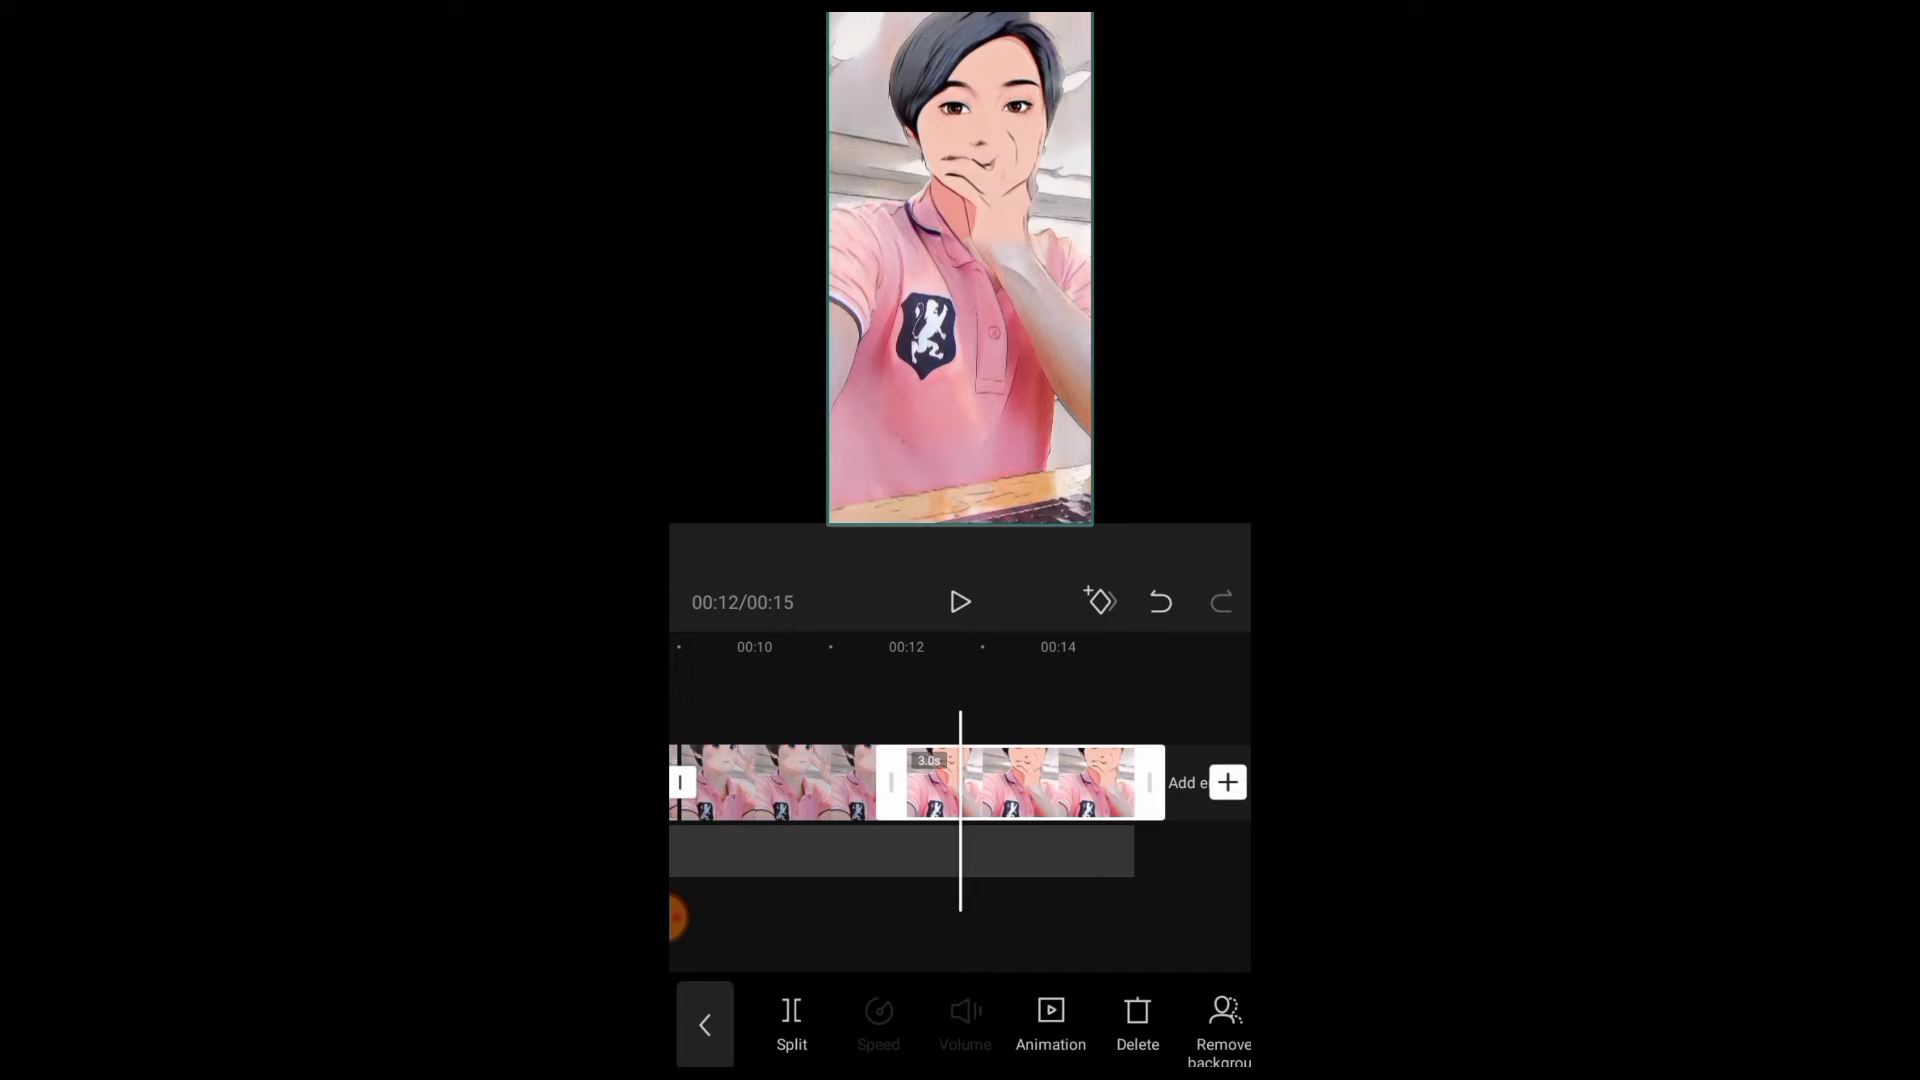 00:12/00:15
00:10
00:12
00:14
3.0s
Add e
Split
Speed
Volume
Animation
Delete
Remove
backgrou